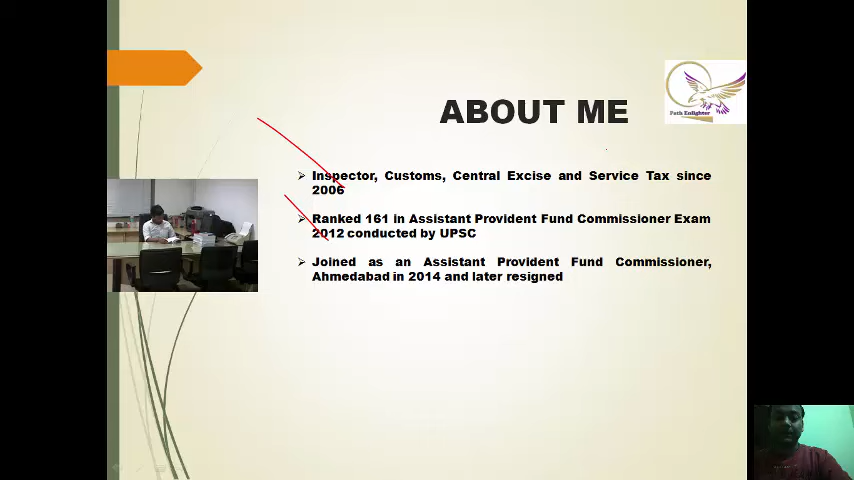 ABOUT ME
Path Enlighter
Inspector, Customs, Central Excise and Service Tax since
2006
Ranked 161 in Assistant Provident Fund Commissioner Exam
2012 conducted by UPSC
Joined as an Assistant Provident Fund Commissioner,
Ahmedabad in 2014 and later resigned